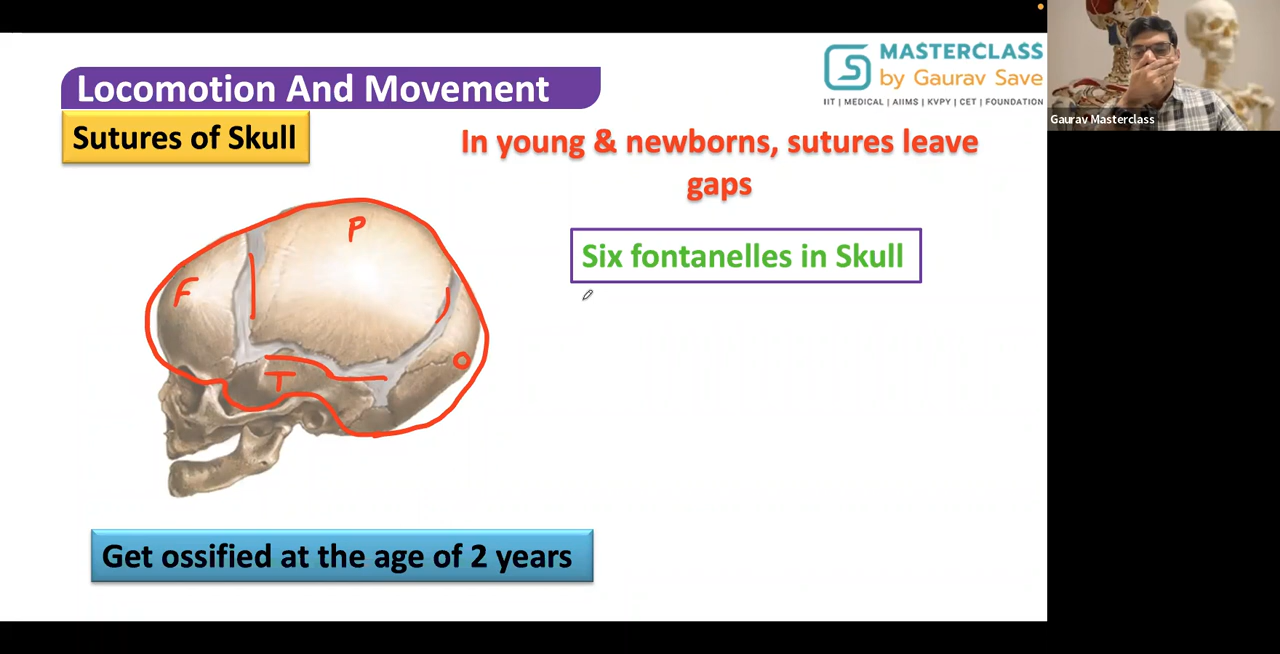 Locomotion And Movement
MASTERCLASS
by Gaurav Save
IIT | MEDICAL | AIIMS | KVPY | CET | FOUNDATION
Gaurav Masterclass
Sutures of Skull
In young & newborns, sutures leave
gaps
Six fontanelles in Skull
P
F
O
T
Get ossified at the age of 2 years